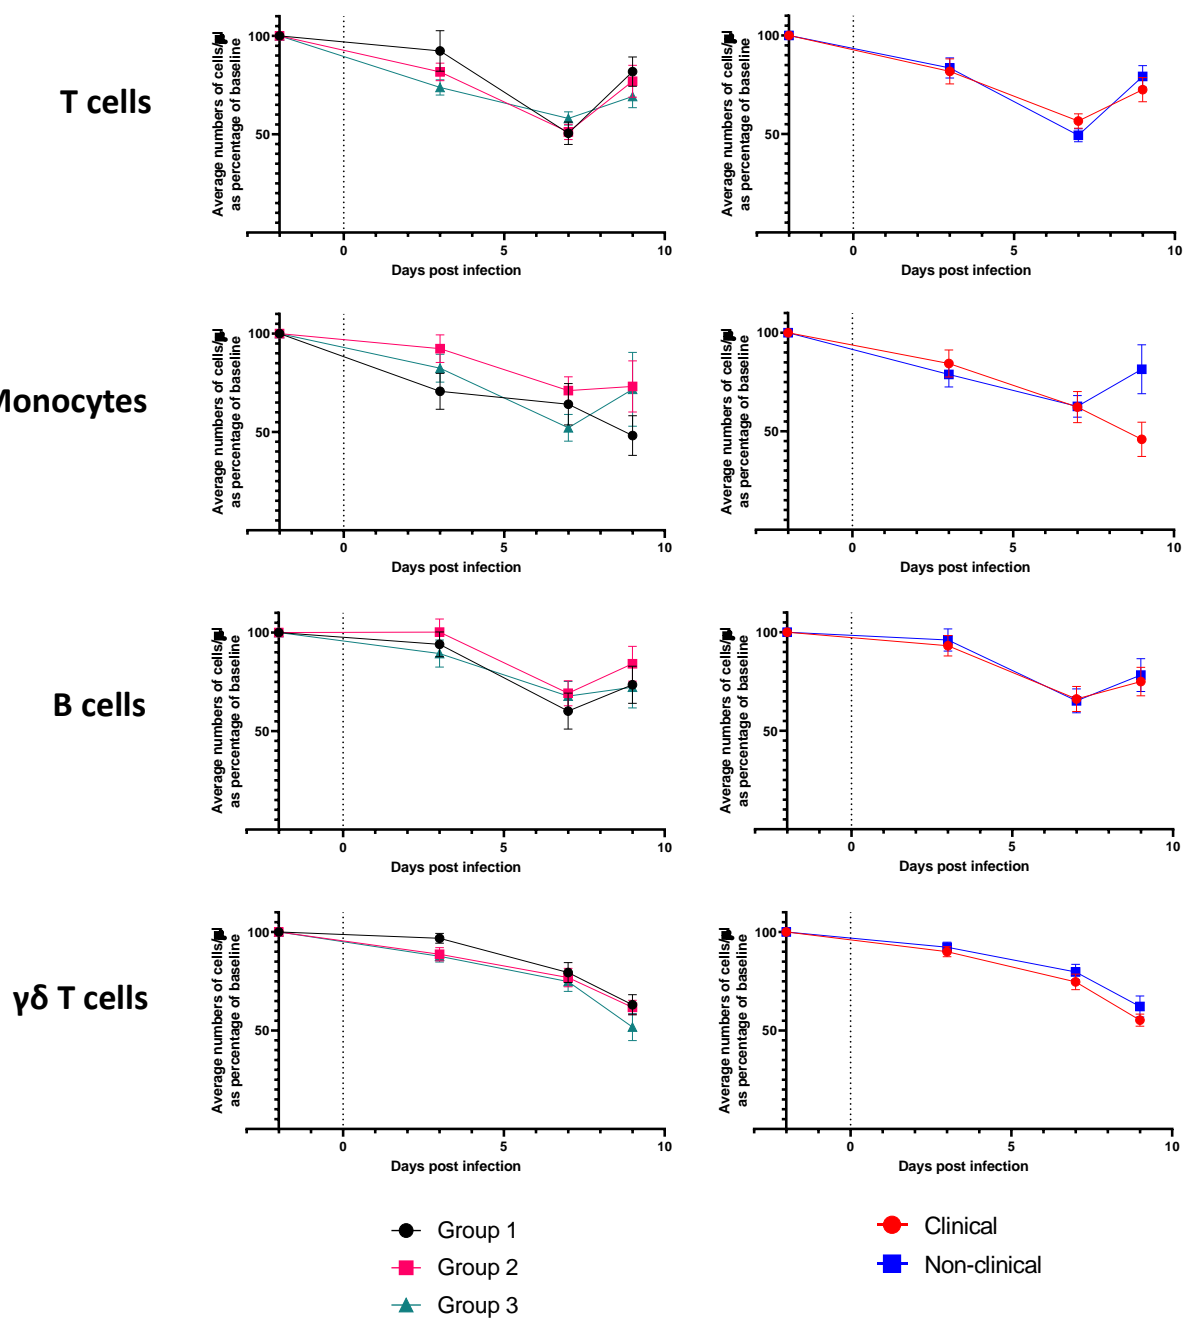 T cells
Average numbers of cells/μl
as percentage of baseline
100
50
0
5
10
Days post infection
Average numbers of cells/μl
as percentage of baseline
100
50
0
5
10
Days post infection
Monocytes
Average numbers of cells/μl
as percentage of baseline
100
50
0
5
10
Days post infection
Average numbers of cells/μl
as percentage of baseline
100
50
0
5
10
Days post infection
B cells
Average numbers of cells/μl
as percentage of baseline
100
50
0
5
10
Days post infection
Average numbers of cells/μl
as percentage of baseline
100
50
0
5
10
Days post infection
γδ T cells
Average numbers of cells/μl
as percentage of baseline
100
50
0
5
10
Days post infection
Average numbers of cells/μl
as percentage of baseline
100
50
0
5
10
Days post infection
Group 1
Group 2
Group 3
Clinical
Non-clinical